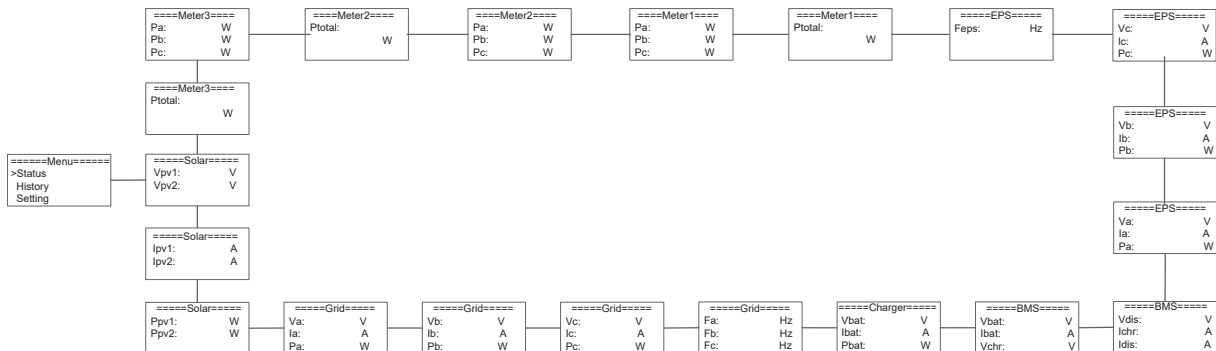 ====Meter3====
Pa: W
Pb: W
Pc: W
====Meter2====
Ptotal:
W
====Meter2====
Pa: W
Pb: W
Pc: W
====Meter1====
Pa: W
Pb: W
Pc: W
====Meter1====
Ptotal:
W
=====EPS=====
Feps: Hz
=====EPS=====
Vc: V
Ic: A
Pc: W
====Meter3====
Ptotal:
W
=====EPS=====
Vb: V
Ib: A
Pb: W
======Menu======
>Status
History
Setting
=====Solar=====
Vpv1: V
Vpv2: V
=====EPS=====
Va: V
Ia: A
Pa: W
=====Solar=====
Ipv1: A
Ipv2: A
=====Solar=====
Ppv1: W
Ppv2: W
=====Grid=====
Va: V
Ia: A
Pa: W
=====Grid=====
Vb: V
Ib: A
Pb: W
=====Grid=====
Vc: V
Ic: A
Pc: W
=====Grid=====
Fa: Hz
Fb: Hz
Fc: Hz
====Charger====
Vbat: V
Ibat: A
Pbat: W
=====BMS=====
Vbat: V
Ibat: A
Vchr: V
=====BMS=====
Vdis: V
Ichr: A
Idis: A